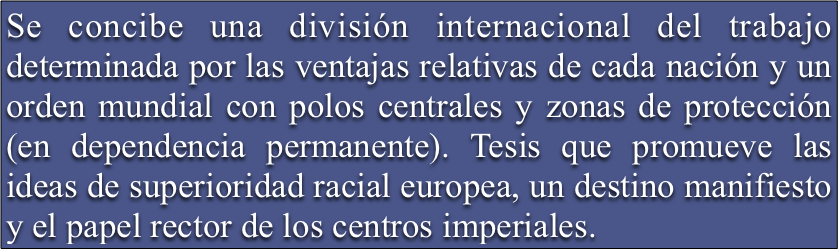 Se concibe una división internacional del trabajo
determinada por las ventajas relativas de cada nación y un
orden mundial con polos centrales y zonas de protección
(en dependencia permanente). Tesis que promueve las
ideas de superioridad racial europea, un destino manifiesto
y el papel rector de los centros imperiales.